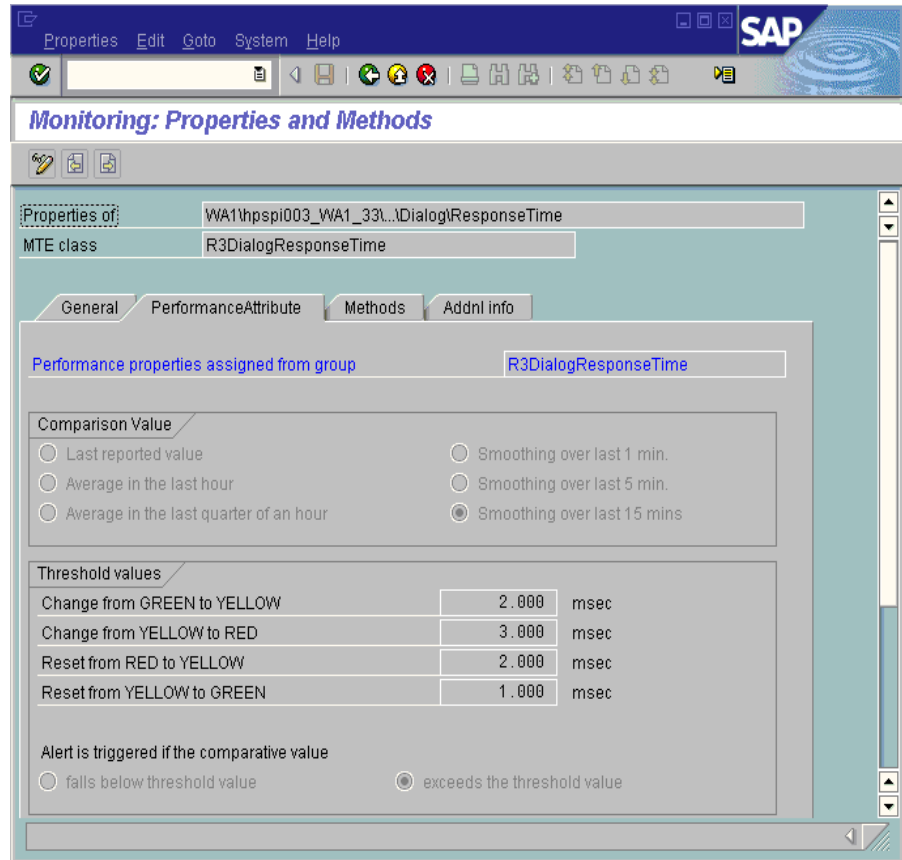 Properties Edit Goto System Help
SAP
Monitoring: Properties and Methods
Properties of WA1\hpspi003_WA1_33\...\Dialog\ResponseTime
MTE class R3DialogResponseTime
General PerformanceAttribute Methods Addnl info
Performance properties assigned from group R3DialogResponseTime
Comparison Value
Last reported value Smoothing over last 1 min.
Average in the last hour Smoothing over last 5 min.
Average in the last quarter of an hour Smoothing over last 15 mins
Threshold values
Change from GREEN to YELLOW 2.000 msec
Change from YELLOW to RED 3.000 msec
Reset from RED to YELLOW 2.000 msec
Reset from YELLOW to GREEN 1.000 msec
Alert is triggered if the comparative value
falls below threshold value exceeds the threshold value